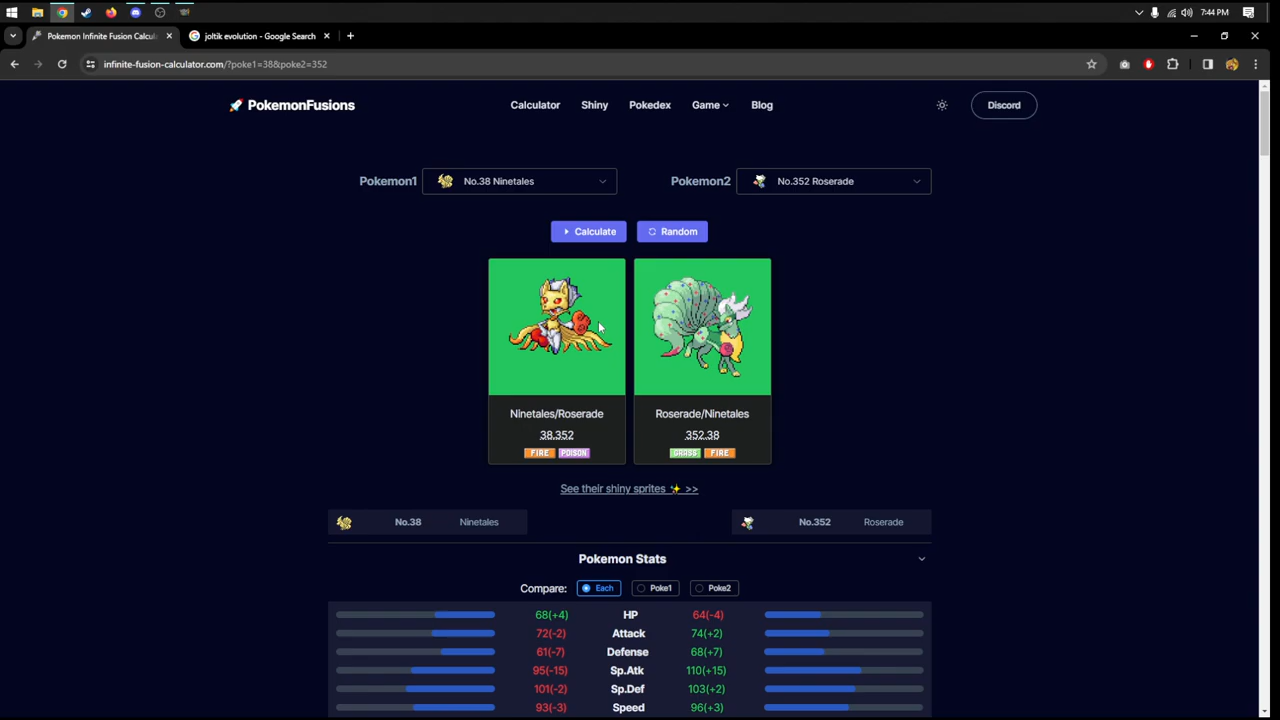 7:44 PM
Pokemon Infinite Fusion Calcula
joltik evolution - Google Search
infinite-fusion-calculator.com/?poke1=38&poke2=352
PokemonFusions
Calculator Shiny Pokedex Game Blog
Discord
Pokemon1 No.38 Ninetales
Pokemon2 No.352 Roserade
Calculate Random
Ninetales/Roserade Roserade/Ninetales
38.352 352.38
FIRE POISON GRASS FIRE
See their shiny sprites ✨ >>
No.38 Ninetales No.352 Roserade
Pokemon Stats
Compare: Each Poke1 Poke2
68(+4) HP 64(-4)
72(-2) Attack 74(+2)
61(-7) Defense 68(+7)
95(-15) Sp.Atk 110(+15)
101(-2) Sp.Def 103(+2)
93(-3) Speed 96(+3)